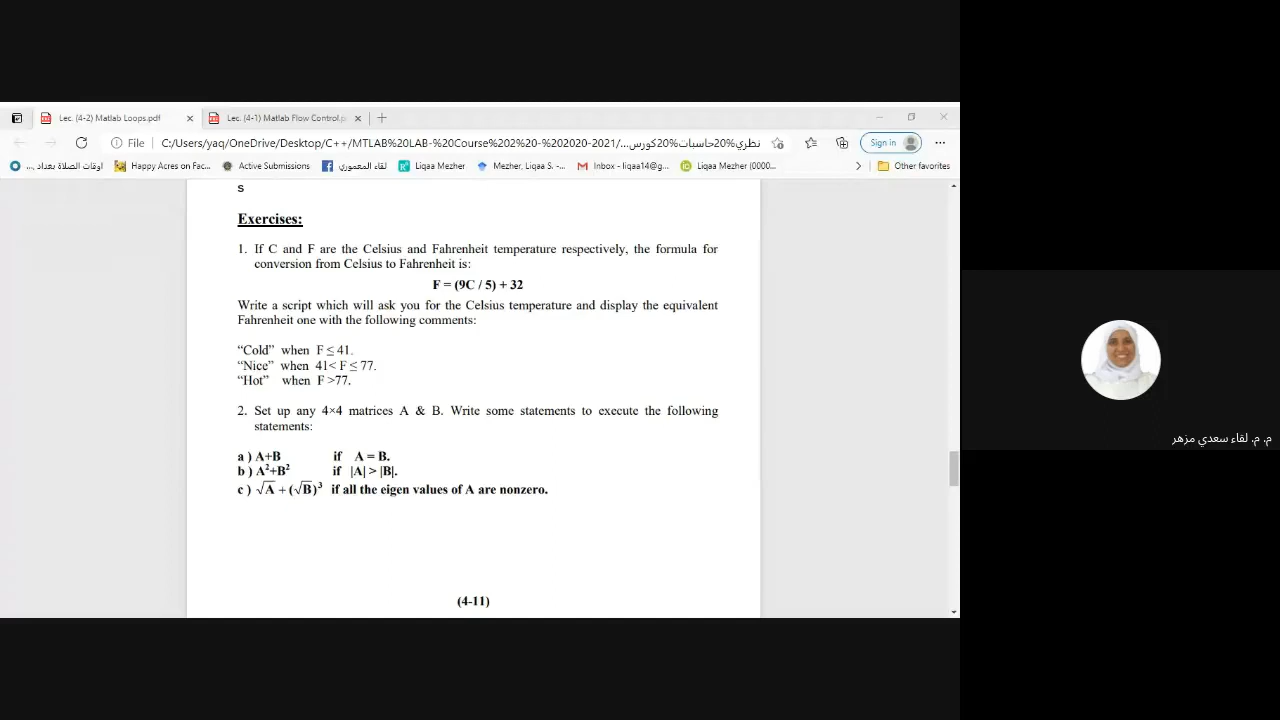 Lec. (4-2) Matlab Loops.pdf
Lec. (4-1) Matlab Flow Control.p
File
C:/Users/yaq/OneDrive/Desktop/C++/MTLAB%20LAB-%20Course%202%20-%202020-2021/...نظري%20حاسبات%20كورس
Sign in
اوقات الصلاة بغداد, ...
Happy Acres on Fac...
Active Submissions
لقاء المعموري
Liqaa Mezher
Mezher, Liqaa S. -...
Inbox - liqaa14@g...
Liqaa Mezher (0000...
Other favorites
s
Exercises:
1. If C and F are the Celsius and Fahrenheit temperature respectively, the formula for
conversion from Celsius to Fahrenheit is:
F = (9C / 5) + 32
Write a script which will ask you for the Celsius temperature and display the equivalent
Fahrenheit one with the following comments:
“Cold” when F ≤ 41.
“Nice” when 41< F ≤ 77.
“Hot” when F >77.
2. Set up any 4×4 matrices A & B. Write some statements to execute the following
statements:
a ) A+B if A = B.
b ) A²+B² if |A| > |B|.
c ) √A + (√B)³ if all the eigen values of A are nonzero.
(4-11)
م. م. لقاء سعدي مزهر